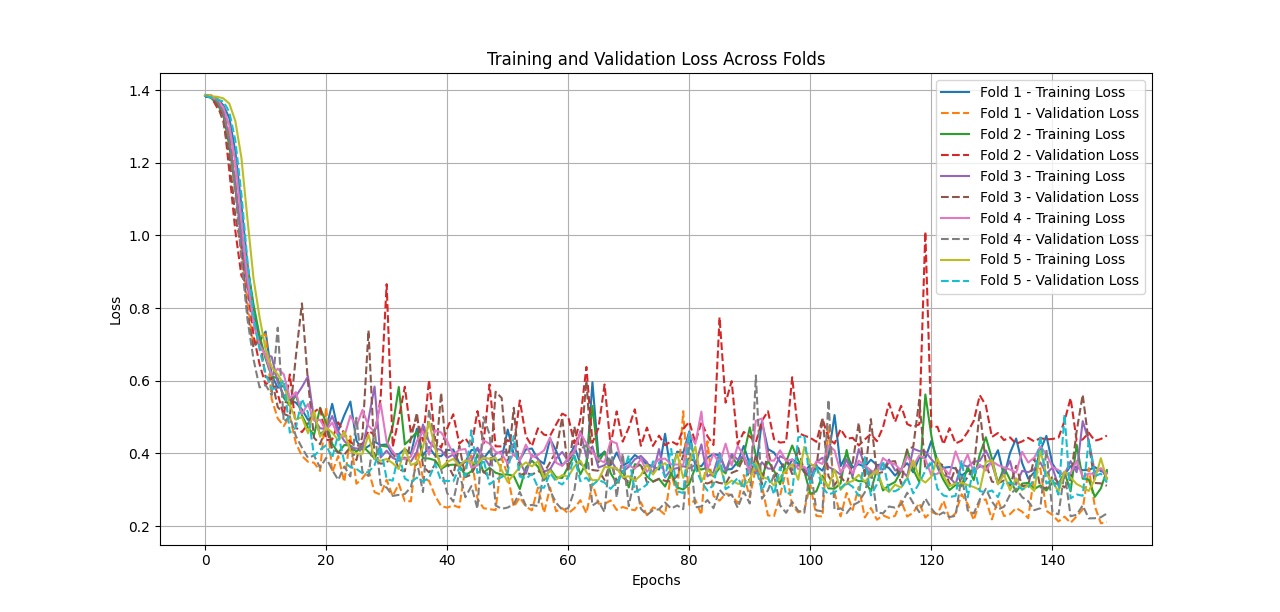 Training and Validation Loss Across Folds
1.4
1.2
1.0
0.8
0.6
0.4
0.2
Loss
0 20 40 60 80 100 120 140
Epochs
Fold 1 - Training Loss
Fold 1 - Validation Loss
Fold 2 - Training Loss
Fold 2 - Validation Loss
Fold 3 - Training Loss
Fold 3 - Validation Loss
Fold 4 - Training Loss
Fold 4 - Validation Loss
Fold 5 - Training Loss
Fold 5 - Validation Loss